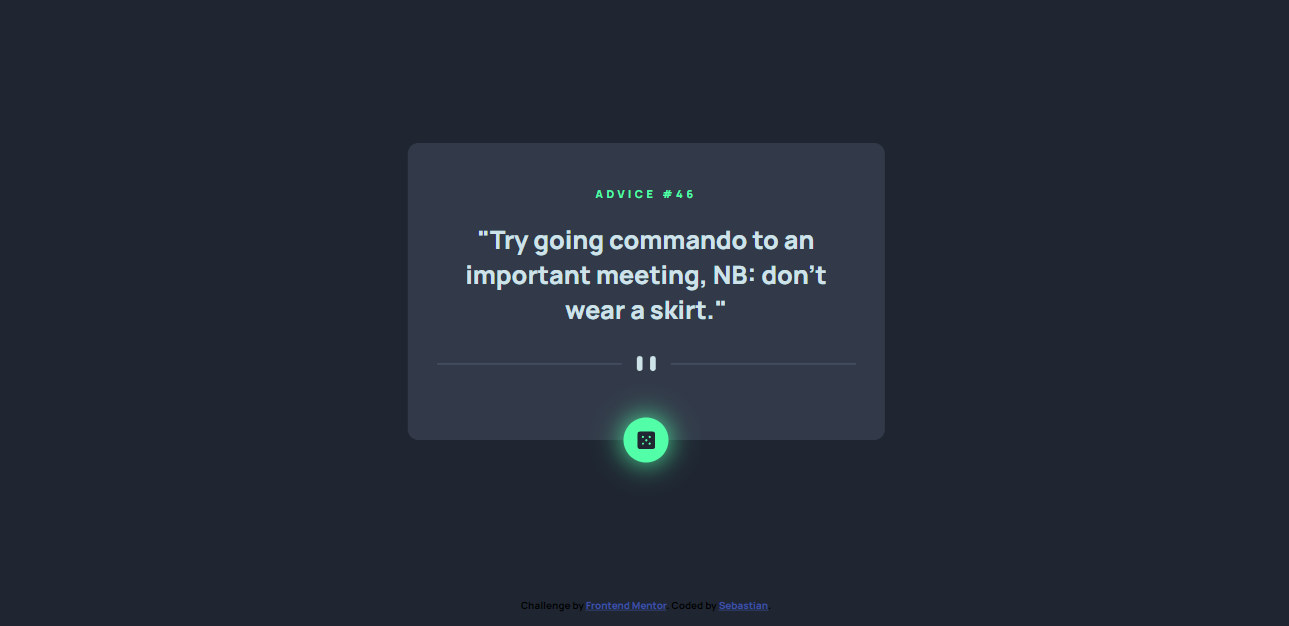 ADVICE #46
"Try going commando to an
important meeting, NB: don't
wear a skirt."
Challenge by Frontend Mentor. Coded by Sebastian.